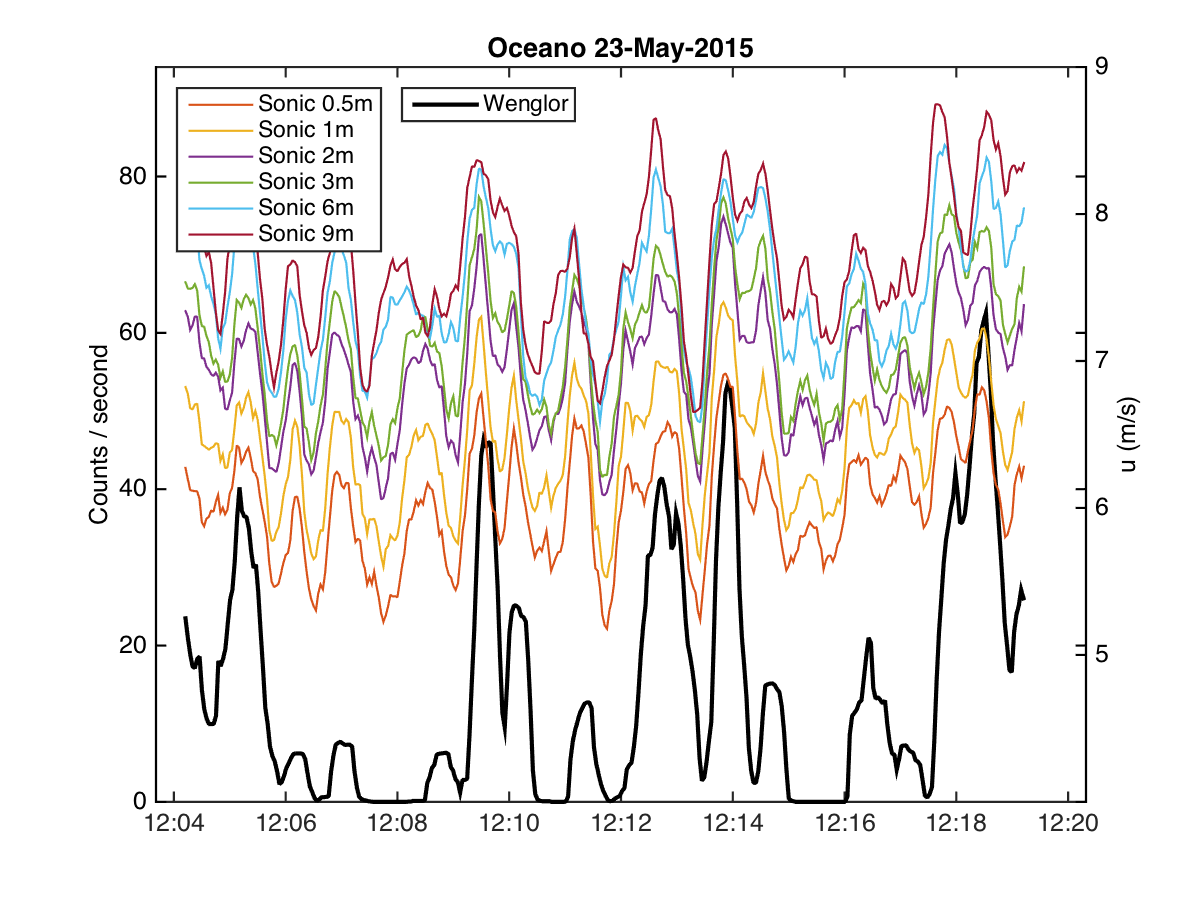 Oceano 23-May-2015
Sonic 0.5m
Sonic 1m
Sonic 2m
Sonic 3m
Sonic 6m
Sonic 9m
Wenglor
Counts / second
80
60
40
20
0
9
8
7
6
5
u (m/s)
12:04 12:06 12:08 12:10 12:12 12:14 12:16 12:18 12:20